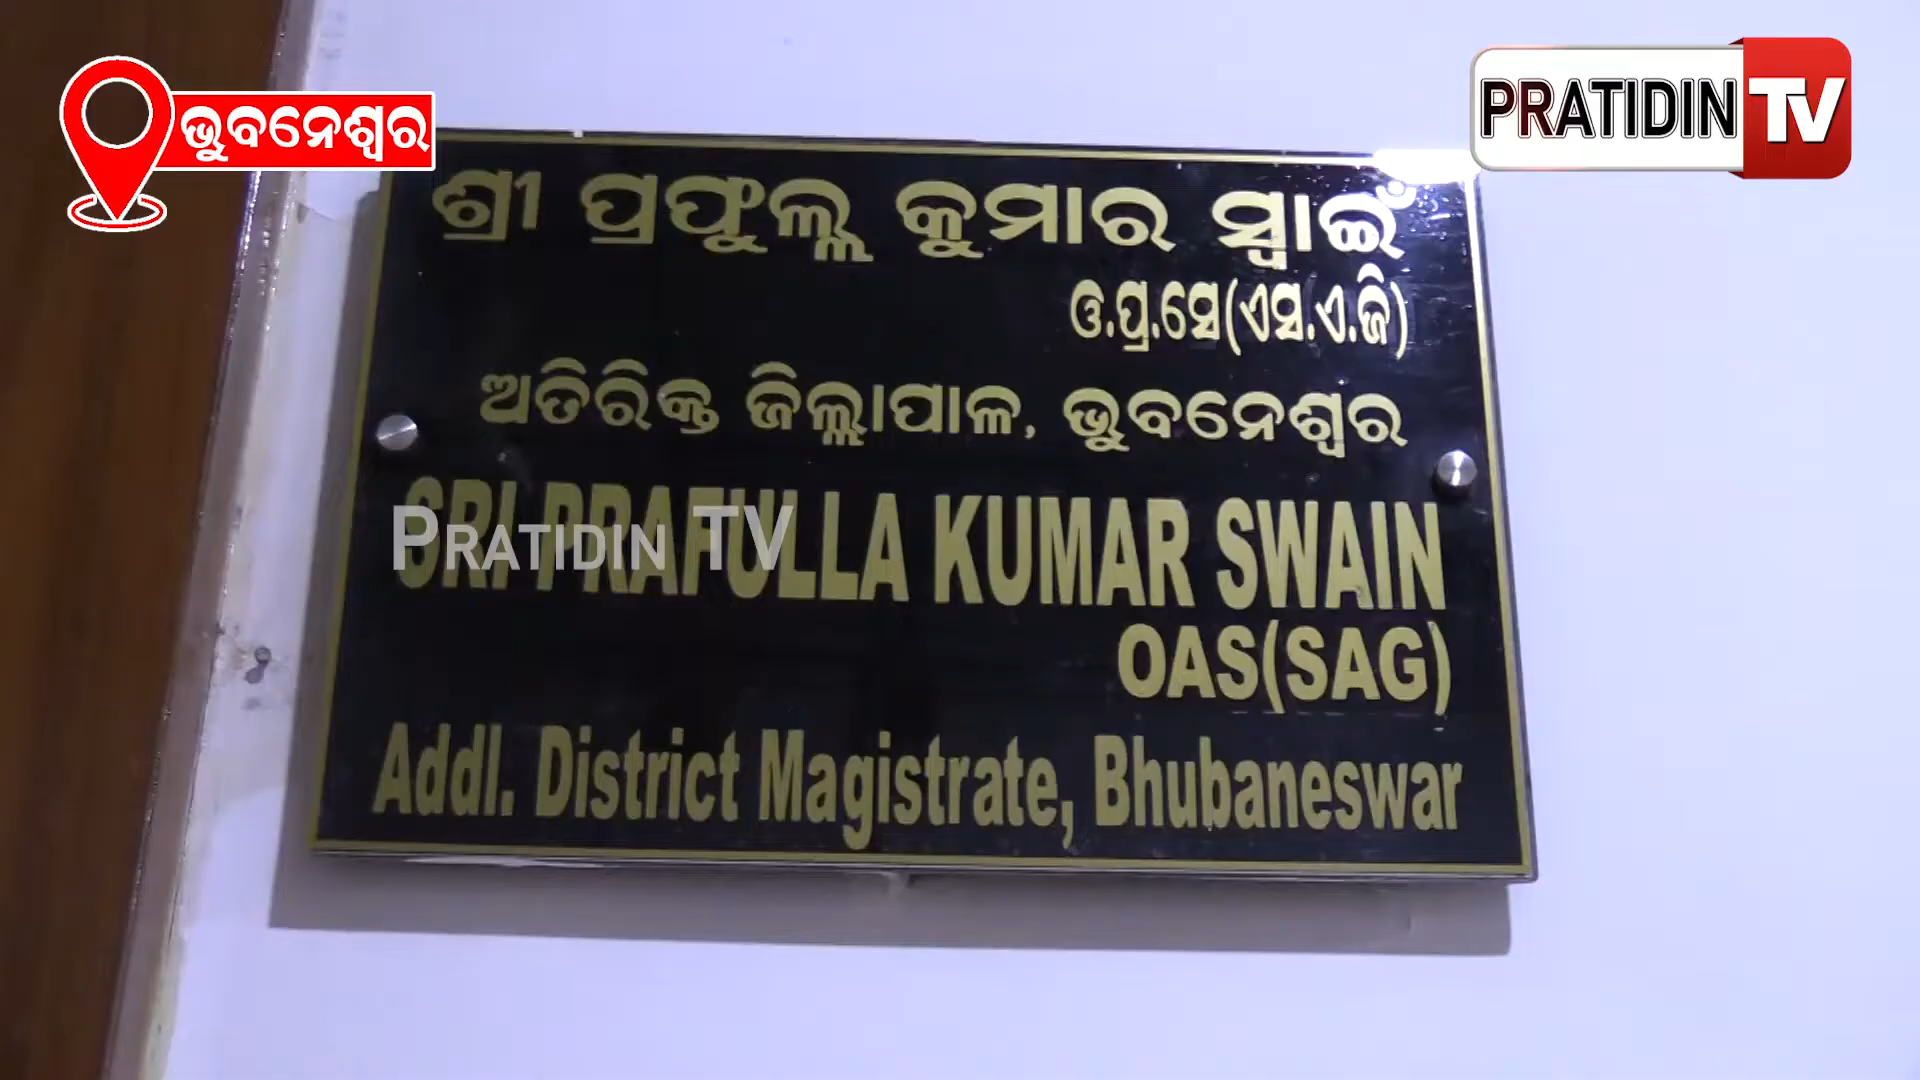 ଭୁବନେଶ୍ୱର
PRATIDIN TV
ଶ୍ରୀ ପ୍ରଫୁଲ୍ଲ କୁମାର ସ୍ୱାଇଁ
ଓ.ପ୍ର.ସେ(ଏସ.ଏ.ଜି)
ଅତିରିକ୍ତ ଜିଲ୍ଲାପାଳ, ଭୁବନେଶ୍ୱର
SRI PRAFULLA KUMAR SWAIN
PRATIDIN TV
OAS(SAG)
Addl. District Magistrate, Bhubaneswar